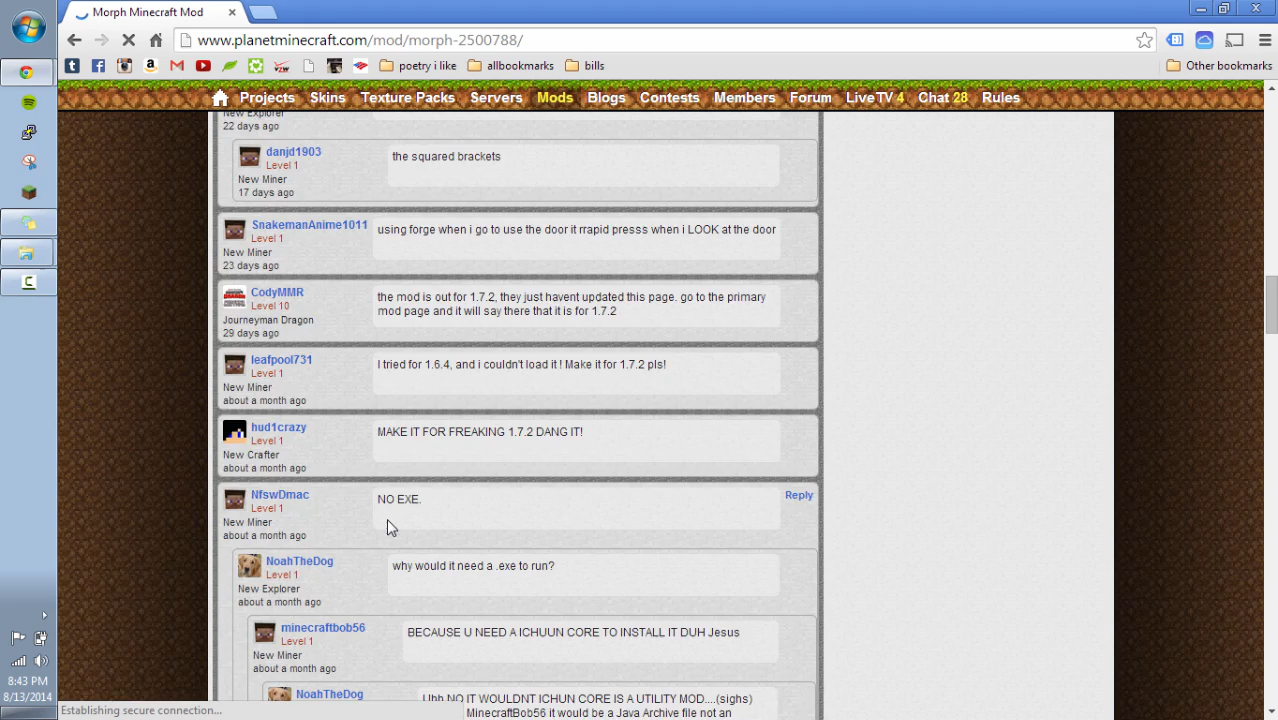 Morph Minecraft Mod
www.planetminecraft.com/mod/morph-2500788/
poetry i like
allbookmarks
bills
Other bookmarks
Projects Skins Texture Packs Servers Mods Blogs Contests Members Forum Live TV 4 Chat 28 Rules
New Explorer
22 days ago
danjd1903
Level 1
New Miner
17 days ago
the squared brackets
SnakemanAnime1011
Level 1
New Miner
23 days ago
using forge when i go to use the door it rrapid presss when i LOOK at the door
CodyMMR
Level 10
Journeyman Dragon
29 days ago
the mod is out for 1.7.2, they just havent updated this page. go to the primary
mod page and it will say there that it is for 1.7.2
leafpool731
Level 1
New Miner
about a month ago
I tried for 1.6.4, and i couldn't load it ! Make it for 1.7.2 pls!
hud1crazy
Level 1
New Crafter
about a month ago
MAKE IT FOR FREAKING 1.7.2 DANG IT!
NfswDmac
Level 1
New Miner
about a month ago
NO EXE.
Reply
NoahTheDog
Level 1
New Explorer
about a month ago
why would it need a .exe to run?
minecraftbob56
Level 1
New Miner
about a month ago
BECAUSE U NEED A ICHUUN CORE TO INSTALL IT DUH Jesus
NoahTheDog
Uhh NO IT WOULDNT ICHUN CORE IS A UTILITY MOD....(sighs)
MinecraftBob56 it would be a Java Archive file not an
8:43 PM
8/13/2014
Establishing secure connection...